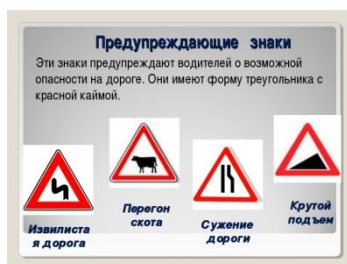 Предупреждающие знаки
Эти знаки предупреждают водителей о возможной
опасности на дороге. Они имеют форму треугольника с
красной каймой.
Извилиста
я дорога
Перегон
скота
Сужение
дороги
Крутой
подъем